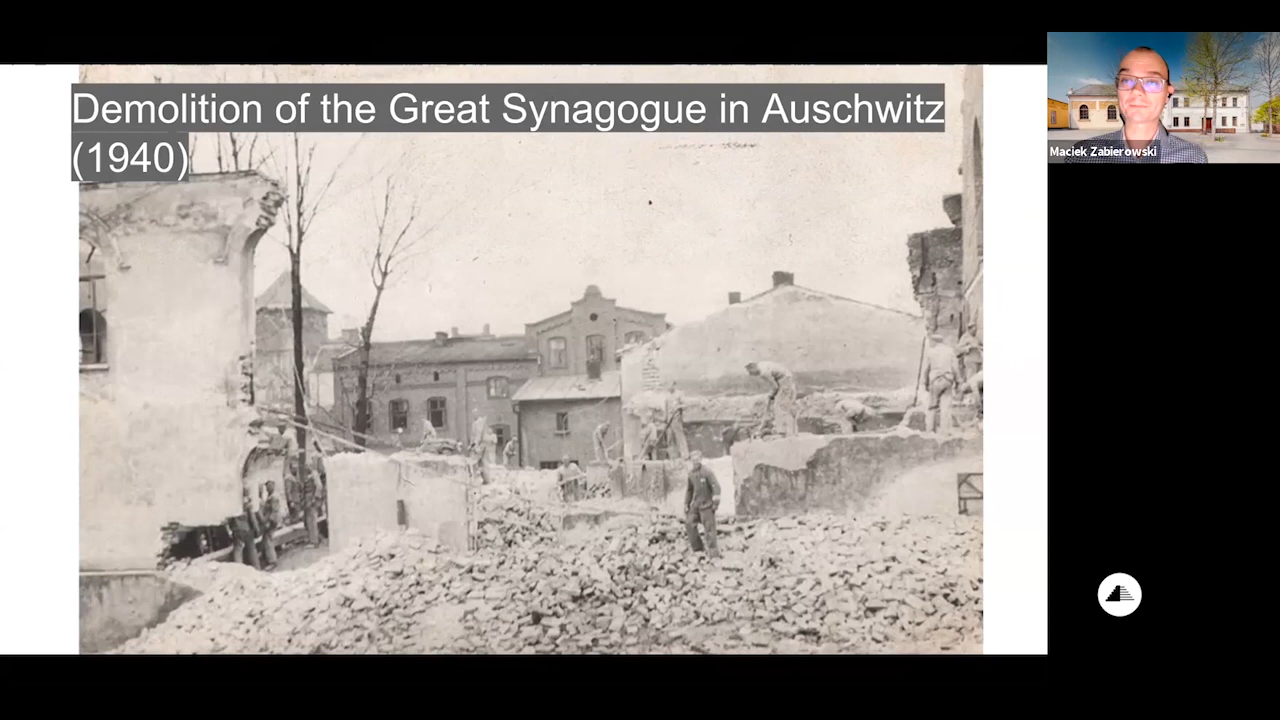 Demolition of the Great Synagogue in Auschwitz
(1940)
Maciek Zabierowski